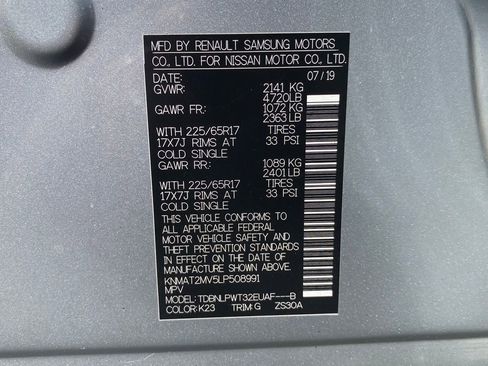 MFD BY RENAULT SAMSUNG MOTORS
CO., LTD. FOR NISSAN MOTOR CO., LTD.
DATE: 07/19
GVWR: 2141 KG
4720LB
GAWR FR: 1072 KG
2363LB
WITH 225/65R17 TIRES
17X7J RIMS AT 33 PSI
COLD SINGLE
GAWR RR: 1089 KG
2401LB
WITH 225/65R17 TIRES
17X7J RIMS AT 33 PSI
COLD SINGLE
THIS VEHICLE CONFORMS TO
ALL APPLICABLE FEDERAL
MOTOR VEHICLE SAFETY AND
THEFT PREVENTION STANDARDS
IN EFFECT ON THE DATE OF
MANUFACTURE SHOWN ABOVE.
KNMAT2MV5LP508991
MPV
MODEL: TDBNLPWT32EUAF---B
COLOR: K23 TRIM: G ZS30A